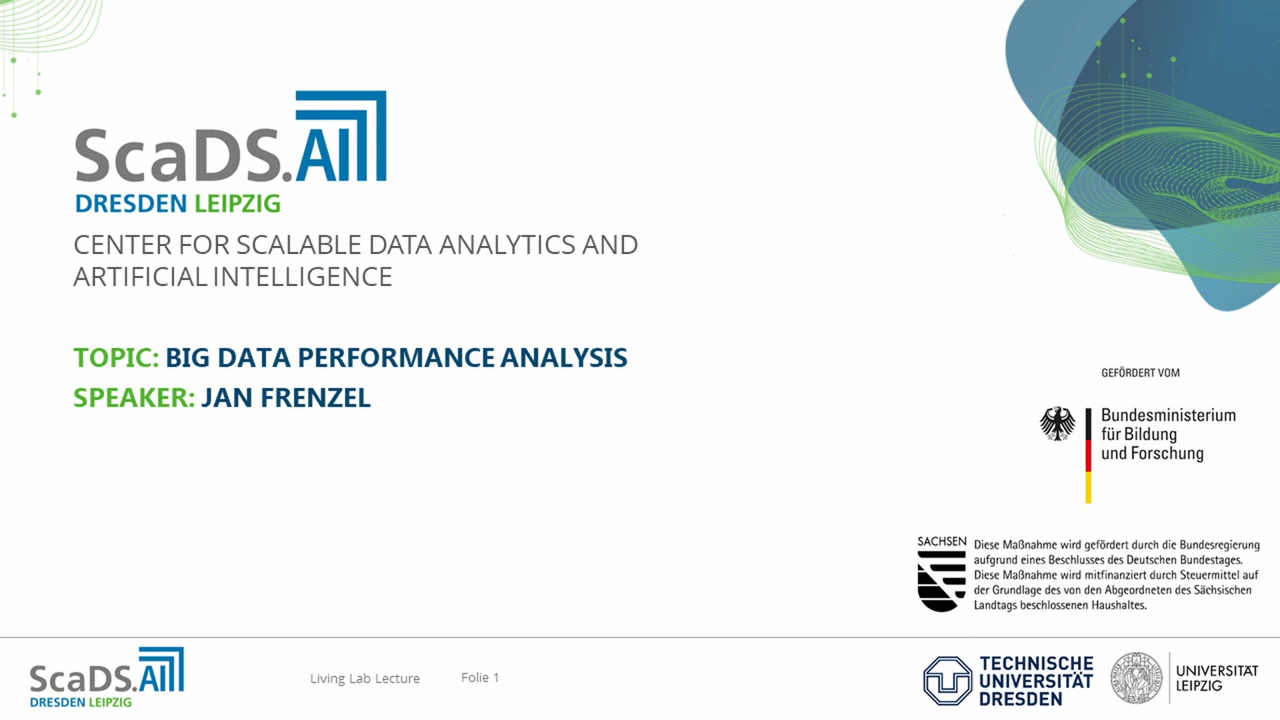 ScaDS.AI
DRESDEN LEIPZIG
CENTER FOR SCALABLE DATA ANALYTICS AND
ARTIFICIAL INTELLIGENCE
TOPIC: BIG DATA PERFORMANCE ANALYSIS
SPEAKER: JAN FRENZEL
GEFÖRDERT VOM
Bundesministerium
für Bildung
und Forschung
SACHSEN
Diese Maßnahme wird gefördert durch die Bundesregierung
aufgrund eines Beschlusses des Deutschen Bundestages.
Diese Maßnahme wird mitfinanziert durch Steuermittel auf
der Grundlage des von den Abgeordneten des Sächsischen
Landtags beschlossenen Haushaltes.
ScaDS.AI
DRESDEN LEIPZIG
Living Lab Lecture
Folie 1
TECHNISCHE
UNIVERSITÄT
DRESDEN
UNIVERSITÄT
LEIPZIG